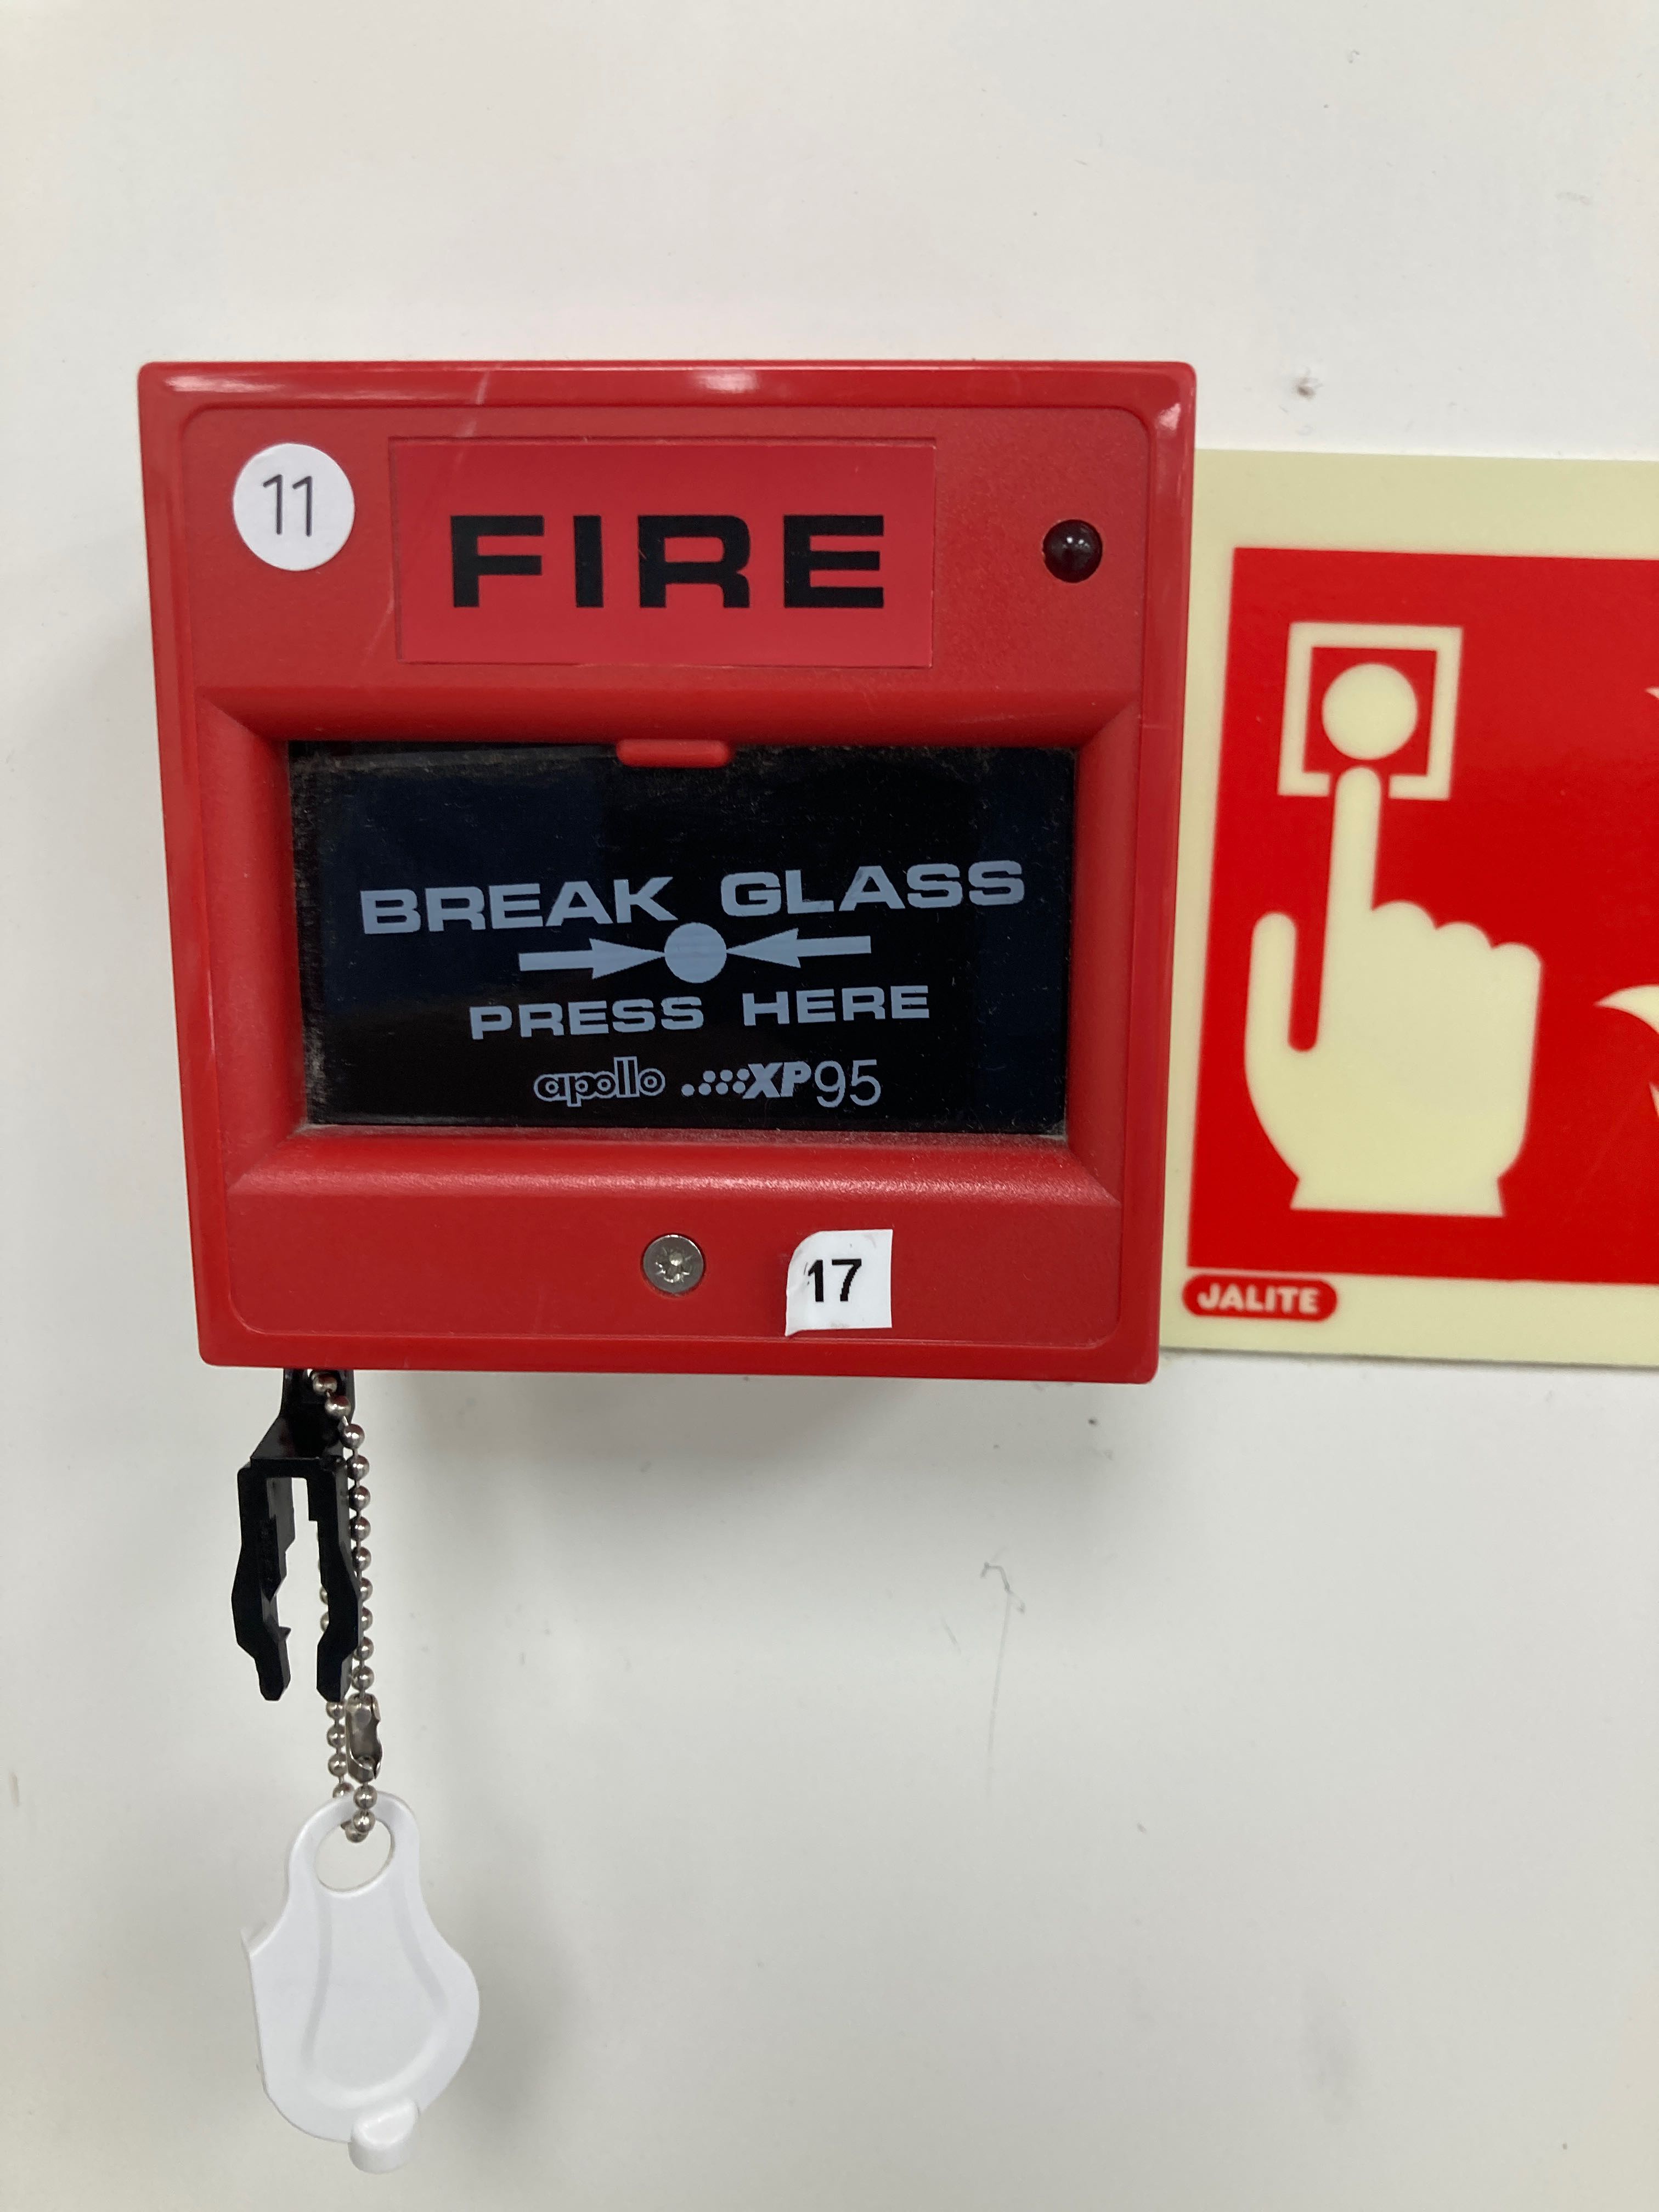 11
FIRE
BREAK GLASS
PRESS HERE
apollo XP95
17
JALITE